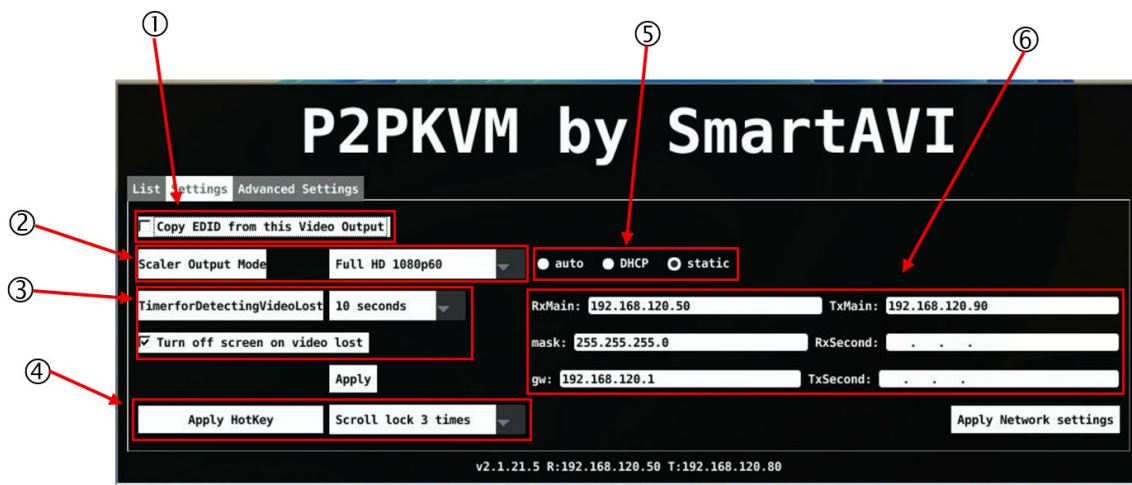 ① ⑤ ⑥
P2PKVM by SmartAVI
List Settings Advanced Settings
Copy EDID from this Video Output
②
Scaler Output Mode Full HD 1080p60 auto DHCP static
③
TimerforDetectingVideoLost 10 seconds RxMain: 192.168.120.50 TxMain: 192.168.120.90
Turn off screen on video lost mask: 255.255.255.0 RxSecond: . . .
④
Apply gw: 192.168.120.1 TxSecond: . . .
Apply HotKey Scroll lock 3 times Apply Network settings
v2.1.21.5 R:192.168.120.50 T:192.168.120.80